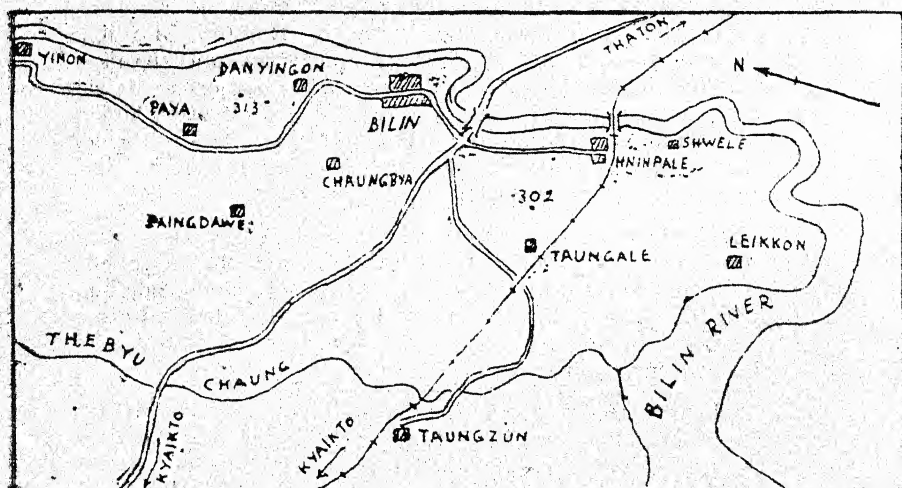 THATON
YINON
DANYINGON
N
PAYA
313
BILIN
SHWELE
HNINPALE
CHAUNGBYA
302
PAINGDAWE
TAUNGALE
LEIKKON
THEBYU CHAUNG
BILIN RIVER
KYAIKTO
KYAIKTO
TAUNGZUN